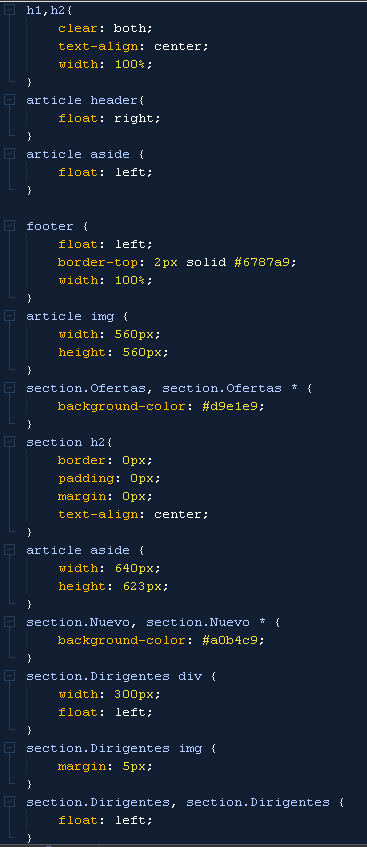 h1,h2{
clear: both;
text-align: center;
width: 100%;
}
article header{
float: right;
}
article aside {
float: left;
}
footer {
float: left;
border-top: 2px solid #6787a9;
width: 100%;
}
article img {
width: 560px;
height: 560px;
}
section.Ofertas, section.Ofertas * {
background-color: #d9e1e9;
}
section h2{
border: 0px;
padding: 0px;
margin: 0px;
text-align: center;
}
article aside {
width: 640px;
height: 623px;
}
section.Nuevo, section.Nuevo * {
background-color: #a0b4c9;
}
section.Dirigentes div {
width: 300px;
float: left;
}
section.Dirigentes img {
margin: 5px;
}
section.Dirigentes, section.Dirigentes {
float: left;
}